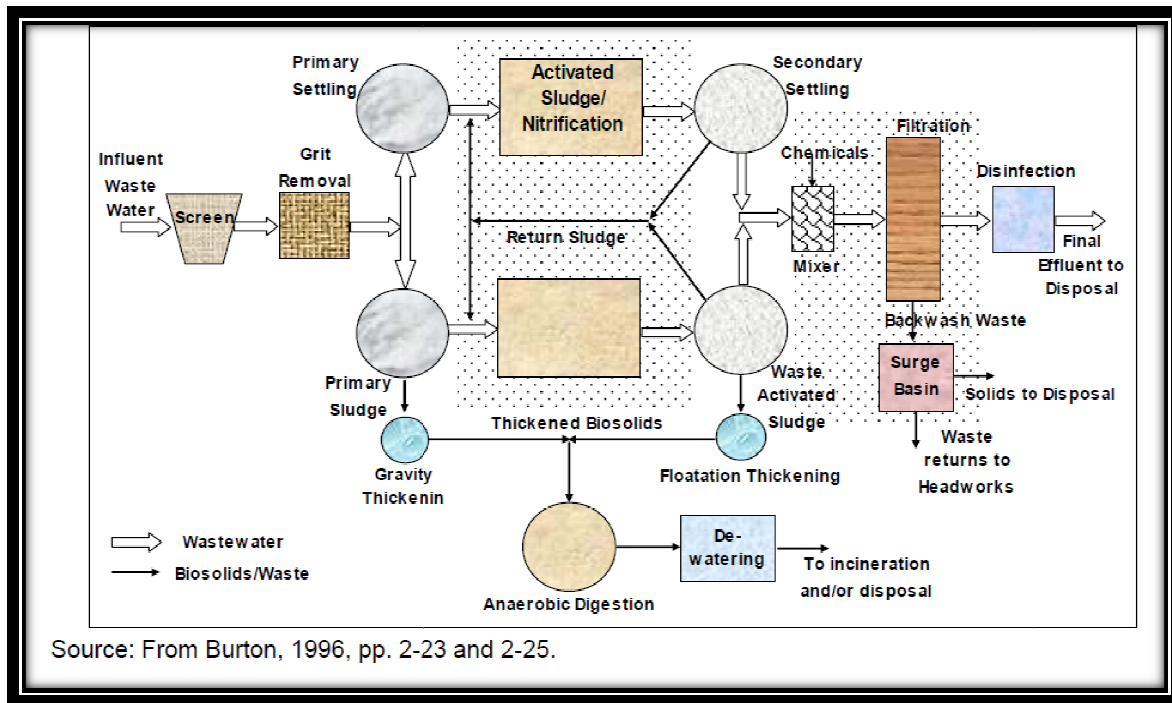 Primary
Settling
Activated
Sludge/
Nitrification
Secondary
Settling
Filtration
Influent
Waste
Water
Grit
Removal
Chemicals
Disinfection
Screen
Return Sludge
Mixer
Final
Effluent to
Disposal
Backwash Waste
Primary
Sludge
Waste
Activated
Sludge
Surge
Basin
Solids to Disposal
Thickened Biosolids
Gravity
Thickenin
Floatation Thickening
Waste
returns to
Headworks
Wastewater
Biosolids/Waste
De-
watering
To incineration
and/or disposal
Anaerobic Digestion
Source: From Burton, 1996, pp. 2-23 and 2-25.